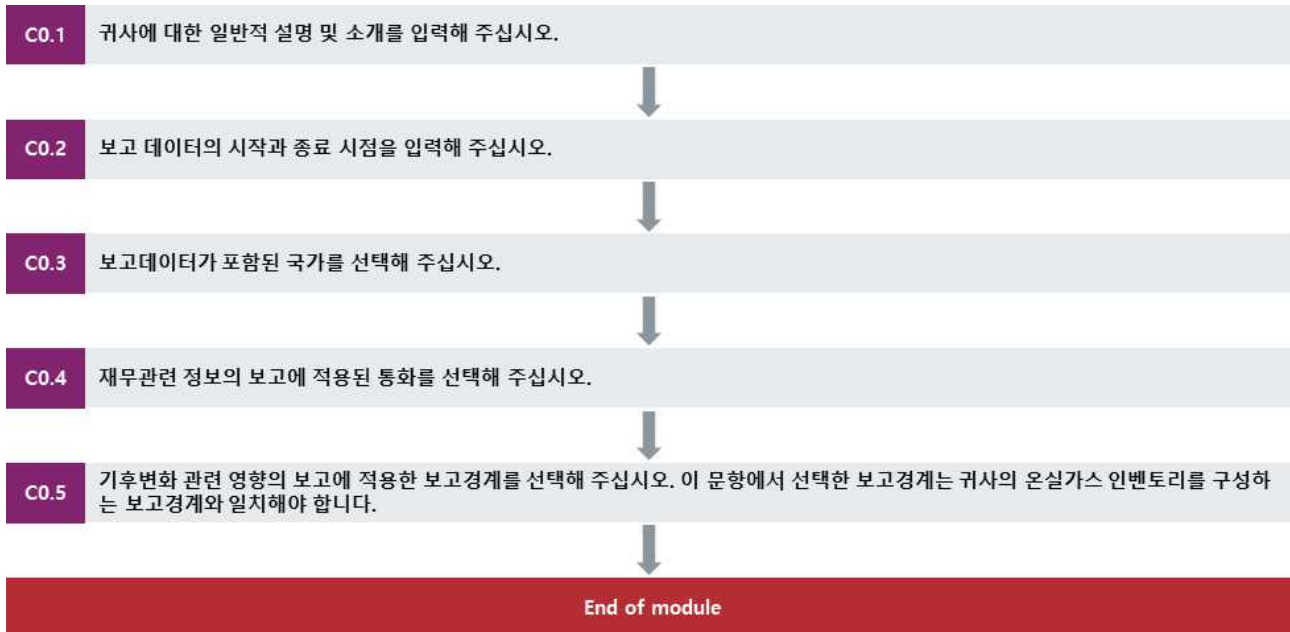 C0.1 귀사에 대한 일반적 설명 및 소개를 입력해 주십시오.
C0.2 보고 데이터의 시작과 종료 시점을 입력해 주십시오.
C0.3 보고데이터가 포함된 국가를 선택해 주십시오.
C0.4 재무관련 정보의 보고에 적용된 통화를 선택해 주십시오.
C0.5 기후변화 관련 영향의 보고에 적용한 보고경계를 선택해 주십시오. 이 문항에서 선택한 보고경계는 귀사의 온실가스 인벤토리를 구성하
는 보고경계와 일치해야 합니다.
End of module